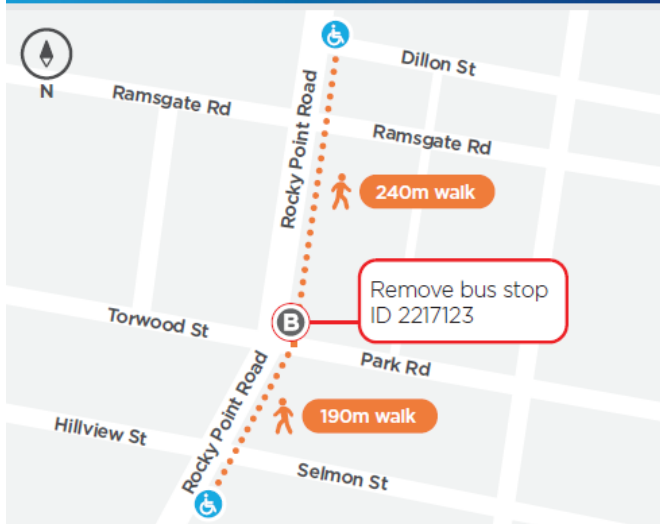 Dillon St
N
Ramsgate Rd
Rocky Point Road
Ramsgate Rd
240m walk
Remove bus stop
ID 2217123
B
Torwood St
Park Rd
Rocky Point Road
190m walk
Hillview St
Selmon St